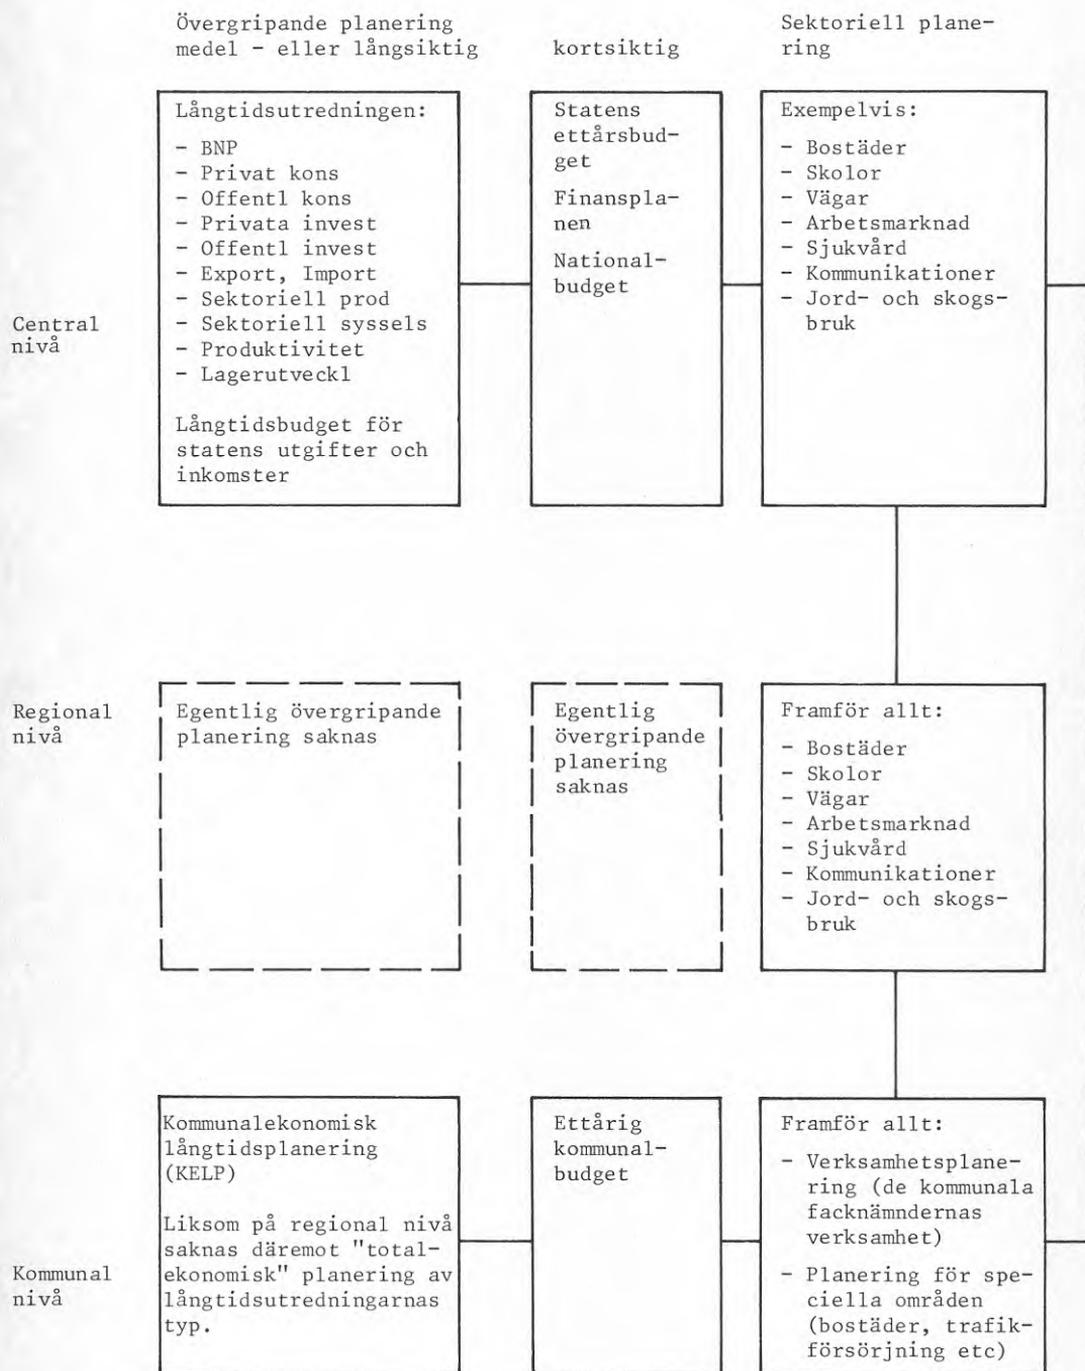 Övergripande planering
medel - eller långsiktig
kortsiktig
Sektoriell plane-
ring
Central
nivå
Långtidsutredningen:
- BNP
- Privat kons
- Offentl kons
- Privata invest
- Offentl invest
- Export, Import
- Sektoriell prod
- Sektoriell syssels
- Produktivitet
- Lagerutveckl
Långtidsbudget för
statens utgifter och
inkomster
Statens
ettårsbud-
get
Finanspla-
nen
National-
budget
Exempelvis:
- Bostäder
- Skolor
- Vägar
- Arbetsmarknad
- Sjukvård
- Kommunikationer
- Jord- och skogs-
bruk
Regional
nivå
Egentlig övergripande
planering saknas
Egentlig
övergripande
planering
saknas
Framför allt:
- Bostäder
- Skolor
- Vägar
- Arbetsmarknad
- Sjukvård
- Kommunikationer
- Jord- och skogs-
bruk
Kommunal
nivå
Kommunalekonomisk
långtidsplanering
(KELP)
Liksom på regional nivå
saknas däremot "total-
ekonomisk" planering av
långtidsutredningarnas
typ.
Ettårig
kommunal-
budget
Framför allt:
- Verksamhetsplane-
ring (de kommunala
facknämndernas
verksamhet)
- Planering för spe-
ciella områden
(bostäder, trafik-
försörjning etc)